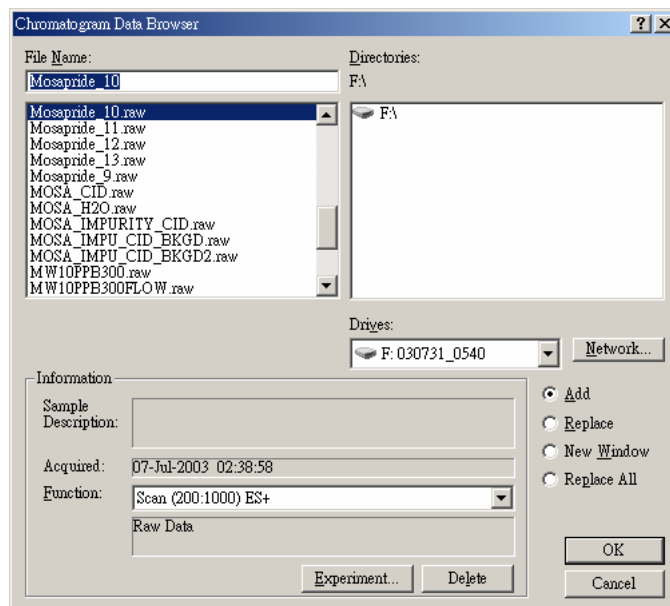 Chromatogram Data Browser
File Name:
Mosapride_10
Mosapride_10.raw
Mosapride_11.raw
Mosapride_12.raw
Mosapride_13.raw
Mosapride_9.raw
MOSA_CID.raw
MOSA_H2O.raw
MOSA_IMPURITY_CID.raw
MOSA_IMPU_CID_BKGD.raw
MOSA_IMPU_CID_BKGD2.raw
MW10PPB300.raw
MW10PPB300FLOW.raw
Directories:
F:\
F:\
Drives:
F: 030731_0540
Network...
Information
Sample
Description:
Acquired:
07-Jul-2003 02:38:58
Function:
Scan (200:1000) ES+
Raw Data
Experiment...
Delete
Add
Replace
New Window
Replace All
OK
Cancel